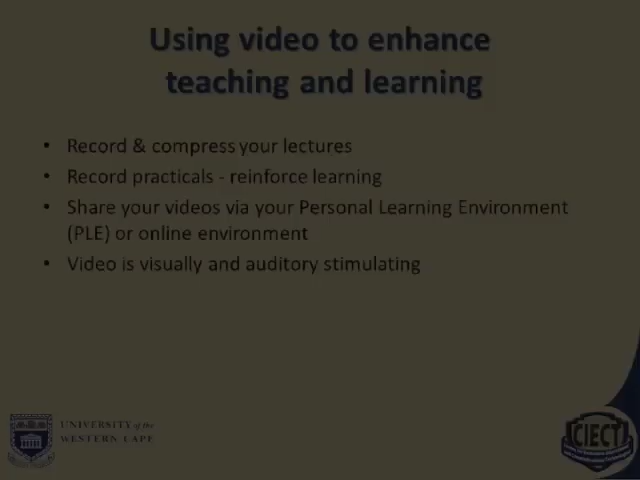 Using video to enhance
teaching and learning
• Record & compress your lectures
• Record practicals - reinforce learning
• Share your videos via your Personal Learning Environment
(PLE) or online environment
• Video is visually and auditory stimulating
UNIVERSITY of the
WESTERN CAPE
CIECT